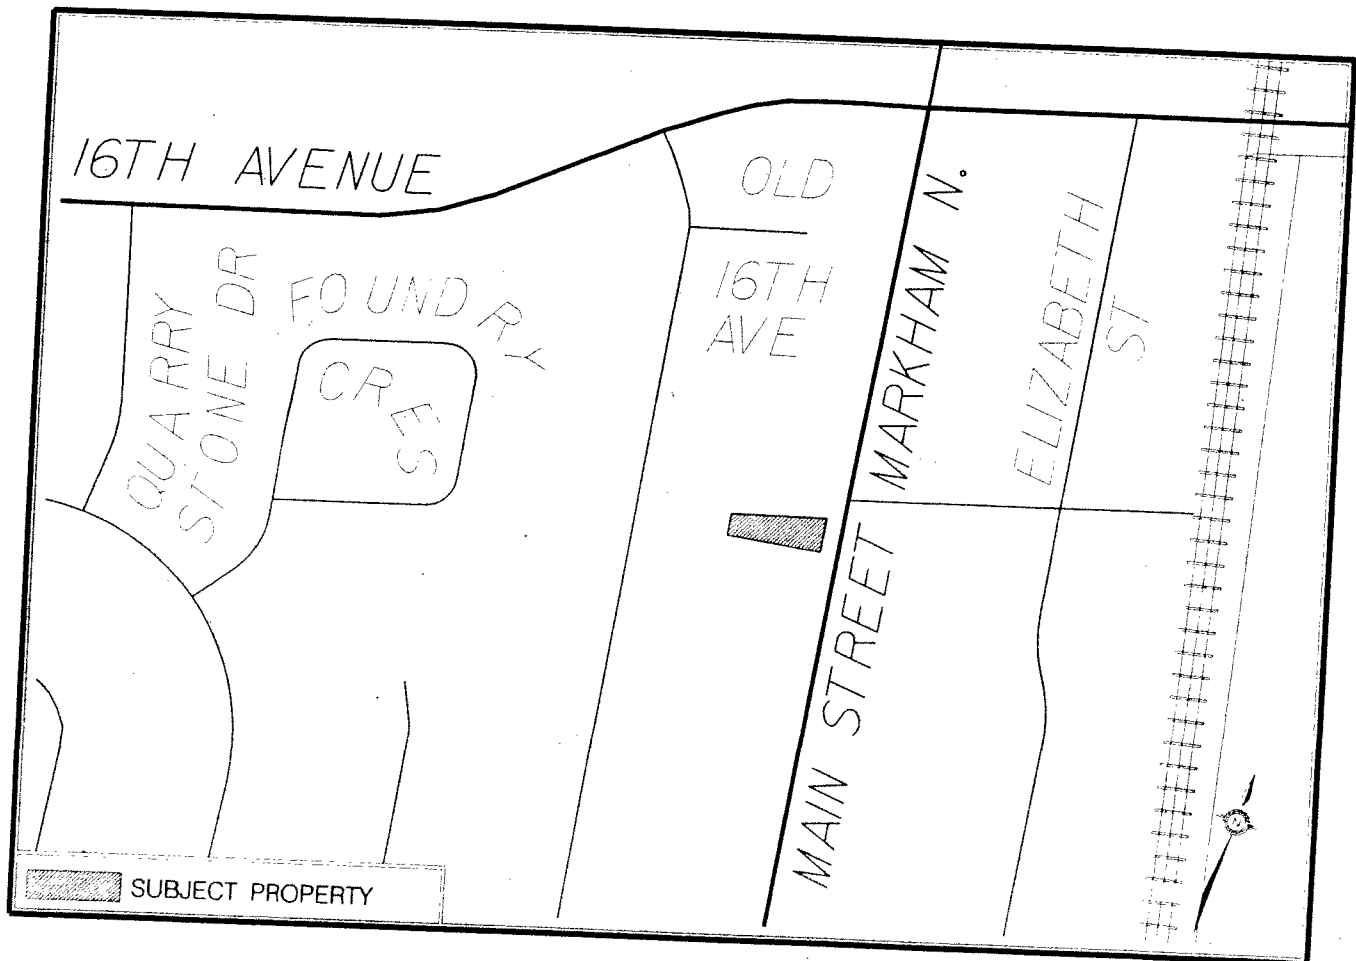 16TH AVENUE
OLD
16TH
AVE
QUARRY
STONE DR
FOUNDRY
CRES
MAIN STREET MARKHAM N.
ELIZABETH
ST
SUBJECT PROPERTY
N